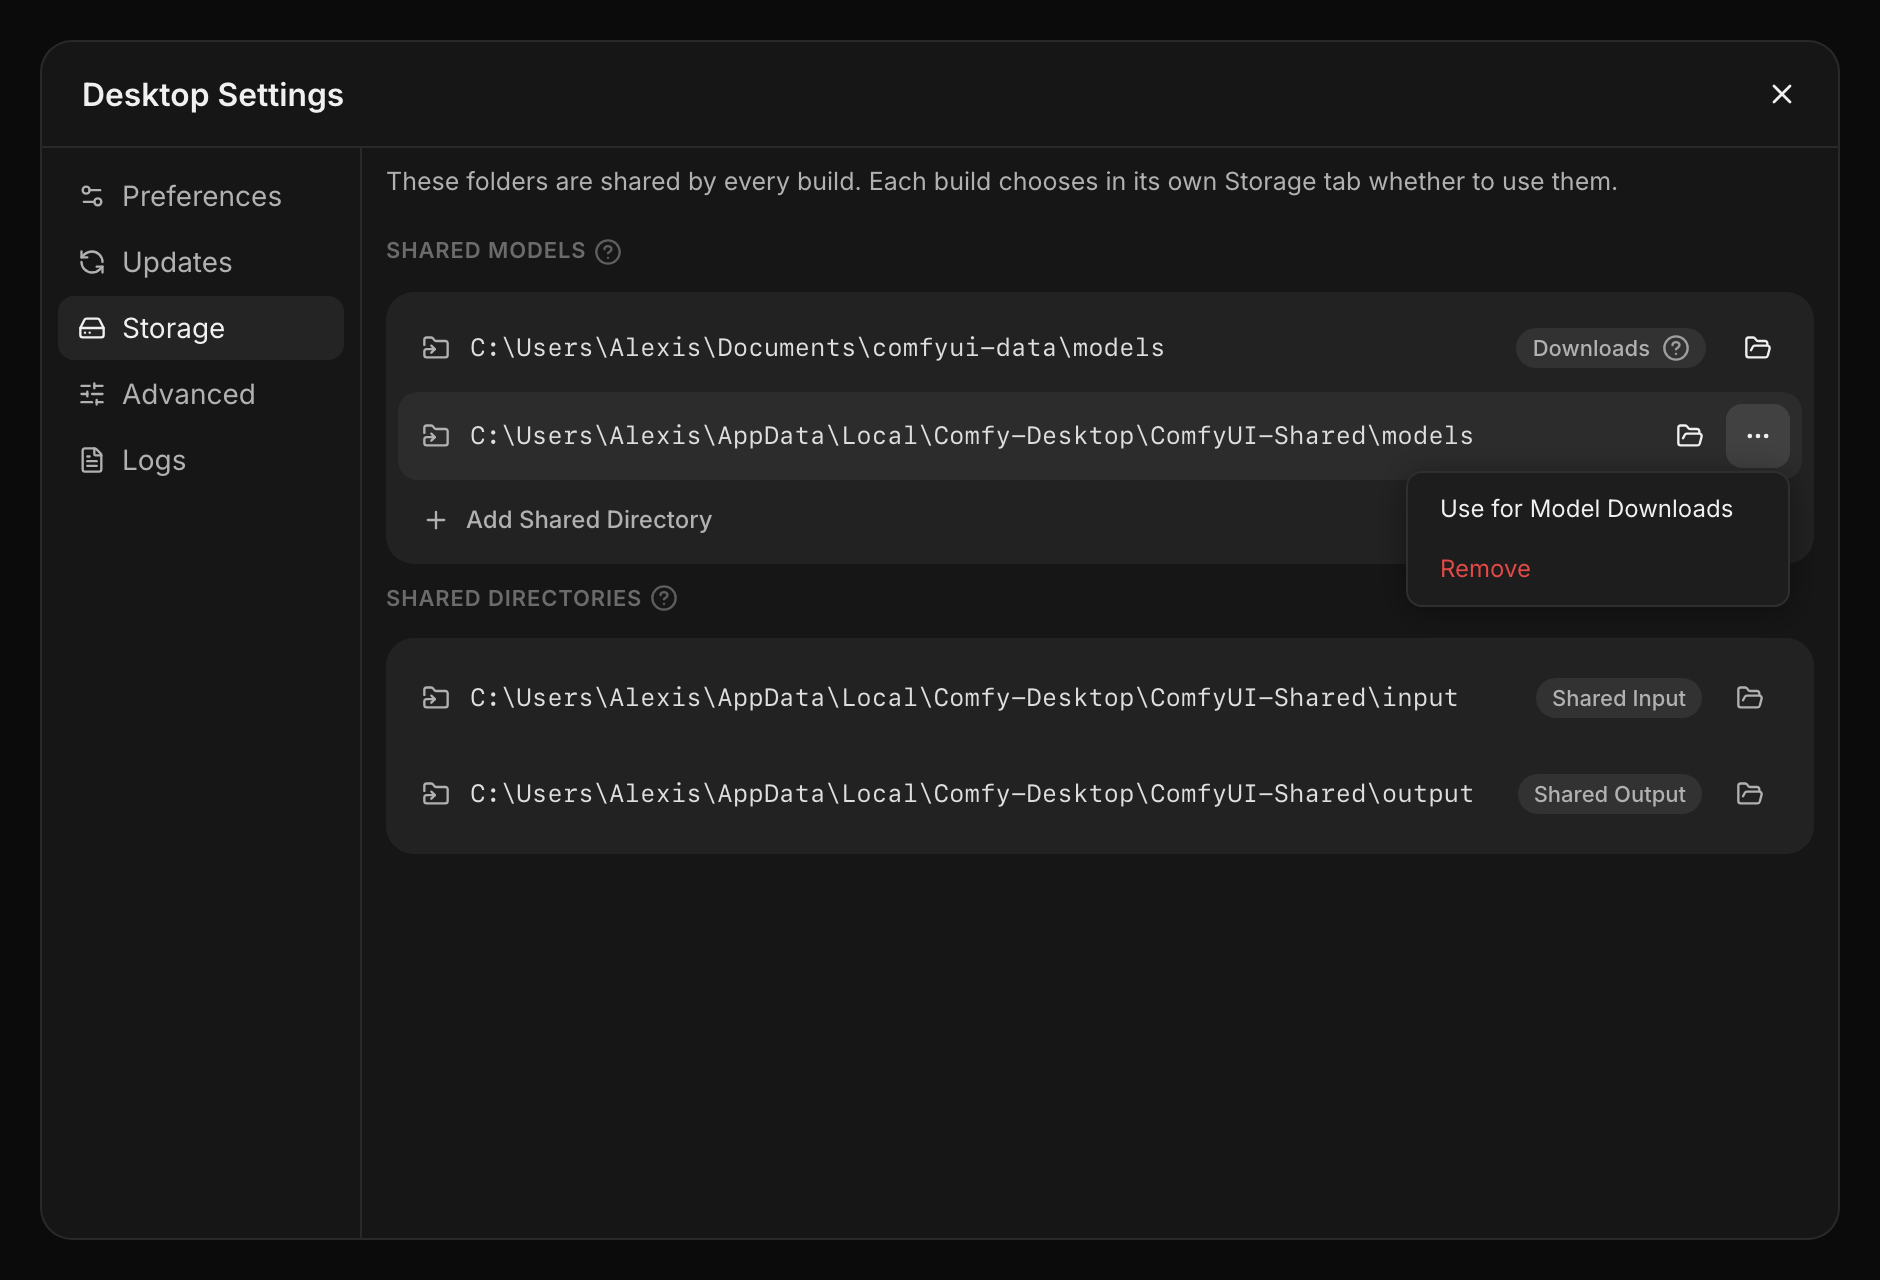 Desktop Settings
Preferences
Updates
Storage
Advanced
Logs
These folders are shared by every build. Each build chooses in its own Storage tab whether to use them.
SHARED MODELS
C:\Users\Alexis\Documents\comfyui-data\models
Downloads
C:\Users\Alexis\AppData\Local\Comfy-Desktop\ComfyUI-Shared\models
Use for Model Downloads
Remove
Add Shared Directory
SHARED DIRECTORIES
C:\Users\Alexis\AppData\Local\Comfy-Desktop\ComfyUI-Shared\input
Shared Input
C:\Users\Alexis\AppData\Local\Comfy-Desktop\ComfyUI-Shared\output
Shared Output